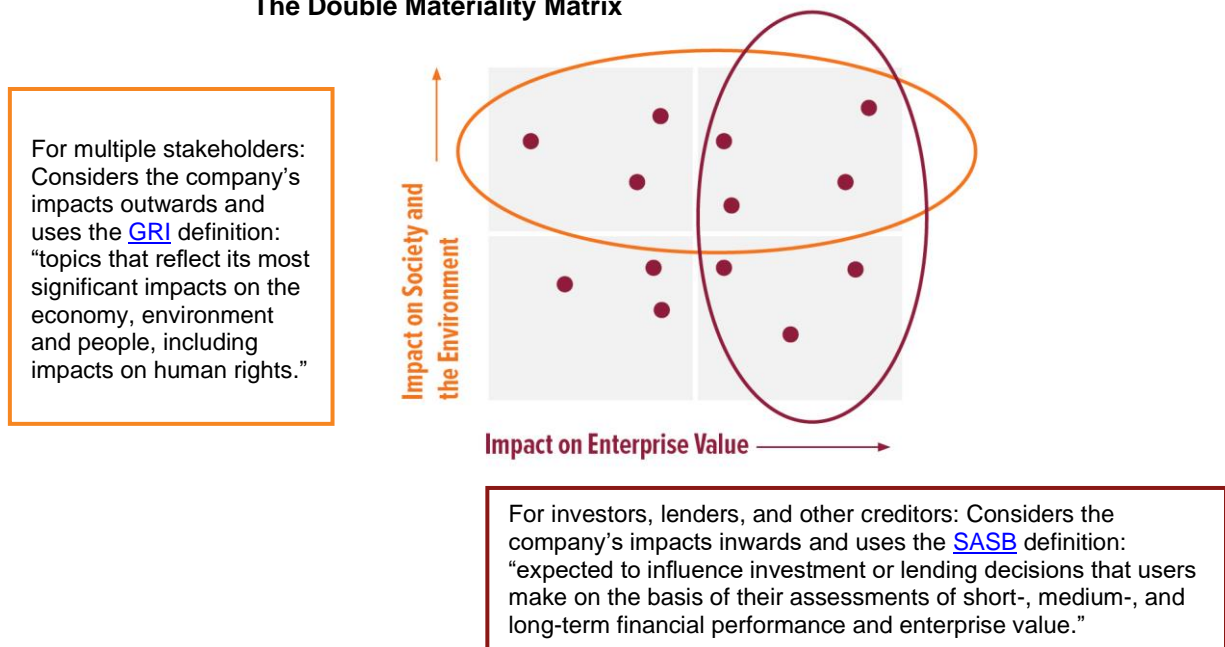 The Double Materiality Matrix
For multiple stakeholders:
Considers the company’s
impacts outwards and
uses the GRI definition:
“topics that reflect its most
significant impacts on the
economy, environment
and people, including
impacts on human rights.”
Impact on Society and
the Environment
Impact on Enterprise Value
For investors, lenders, and other creditors: Considers the
company’s impacts inwards and uses the SASB definition:
“expected to influence investment or lending decisions that users
make on the basis of their assessments of short-, medium-, and
long-term financial performance and enterprise value.”